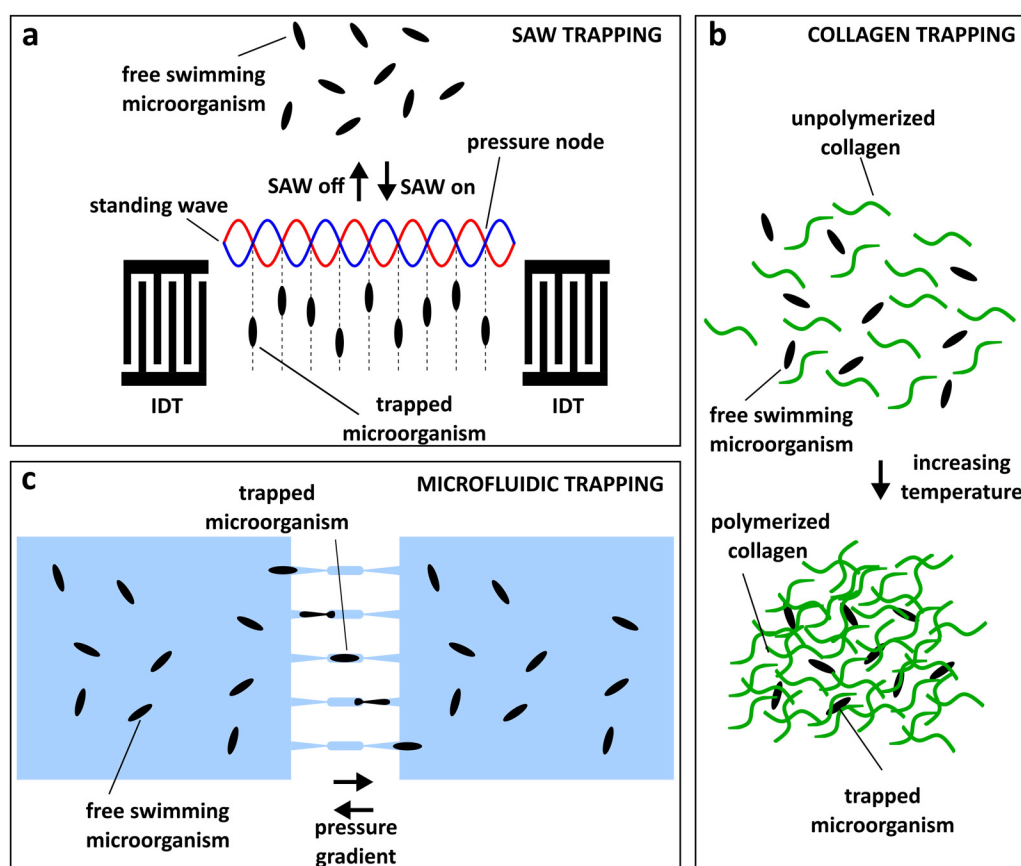 a
SAW TRAPPING
free swimming
microorganism
pressure node
SAW off
SAW on
standing wave
IDT
IDT
trapped
microorganism
b
COLLAGEN TRAPPING
unpolymerized
collagen
free swimming
microorganism
increasing
temperature
polymerized
collagen
trapped
microorganism
c
MICROFLUIDIC TRAPPING
trapped
microorganism
free swimming
microorganism
pressure
gradient